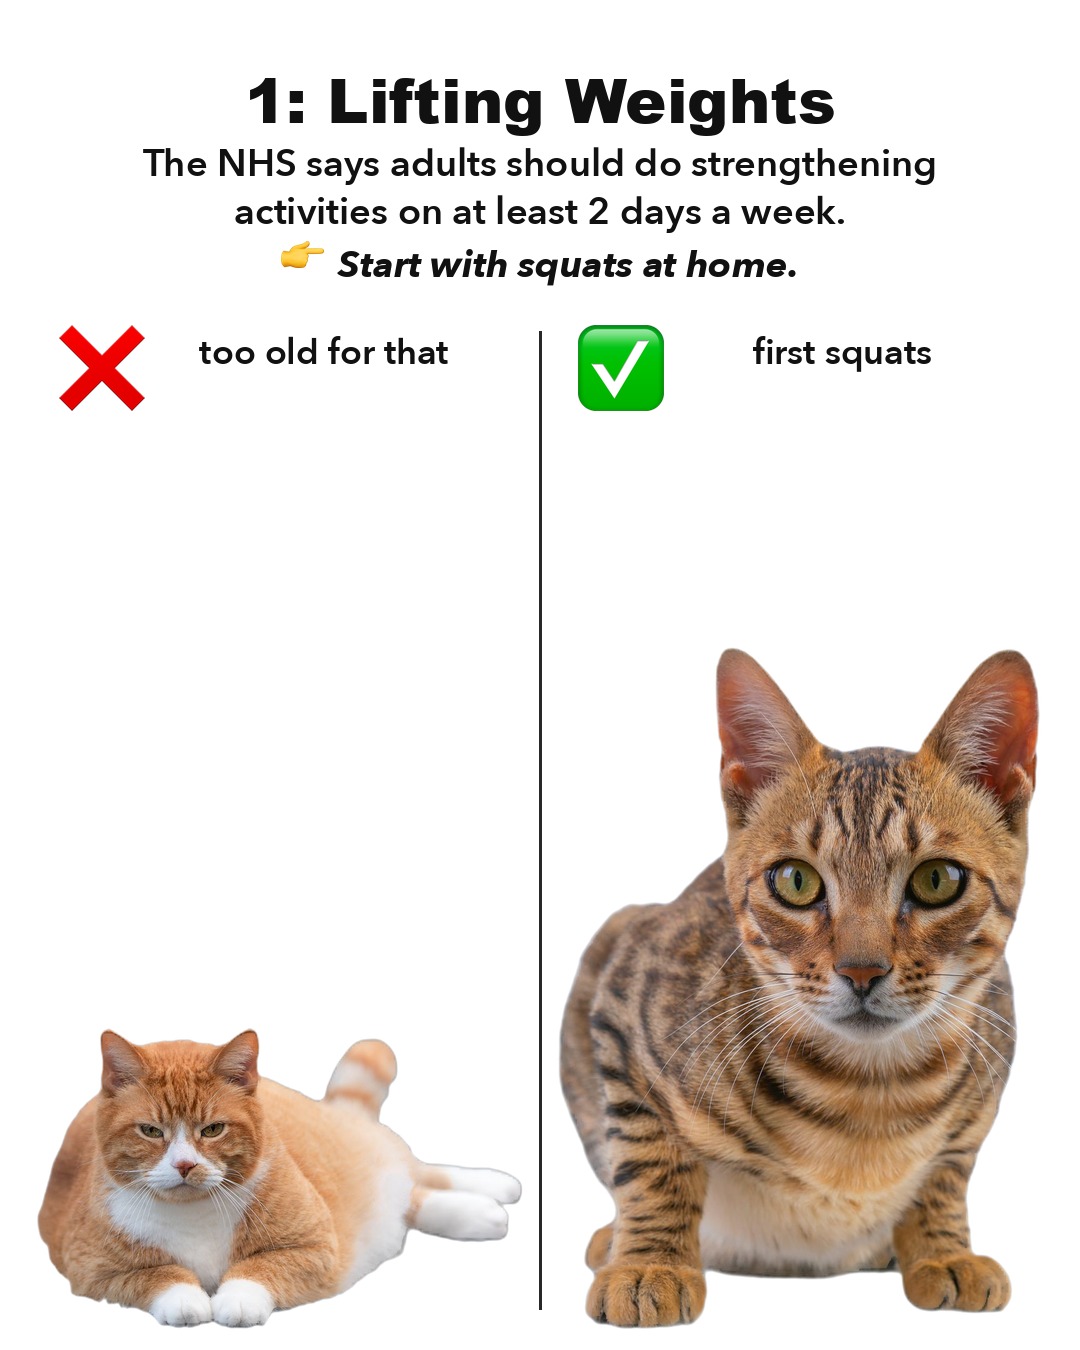 1: Lifting Weights
The NHS says adults should do strengthening
activities on at least 2 days a week.
👉 Start with squats at home.
❌ too old for that
✅ first squats